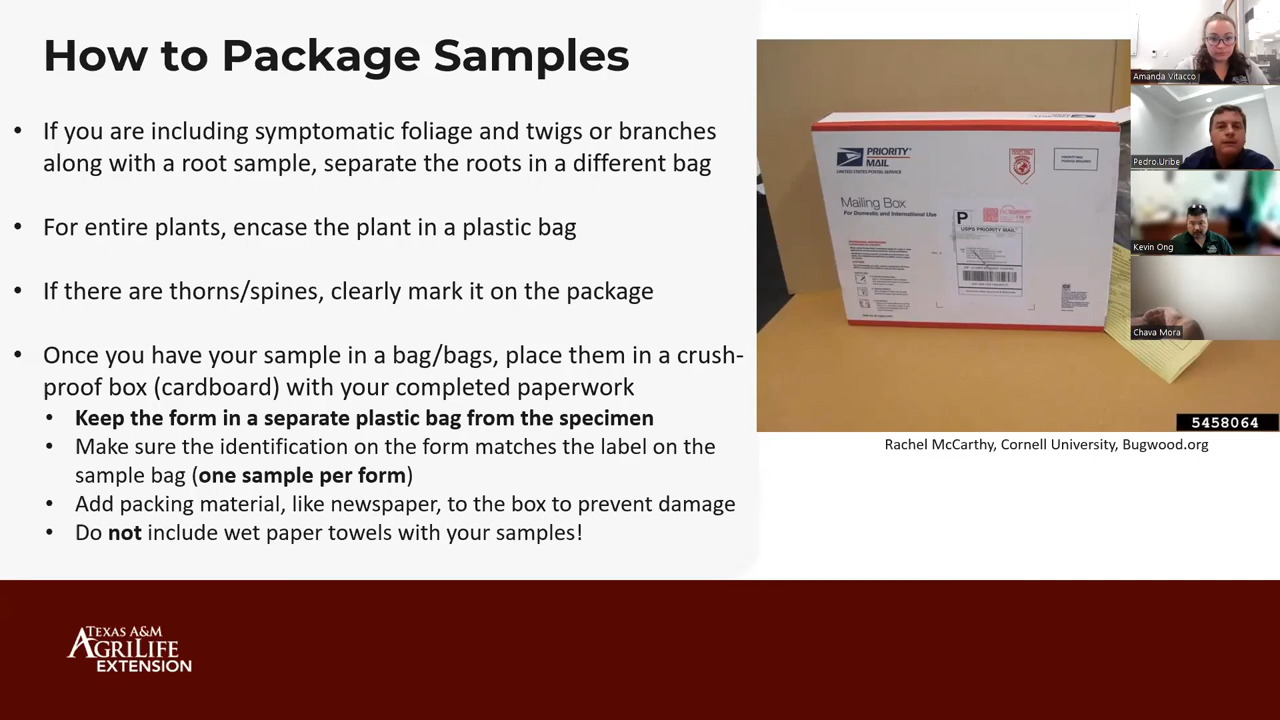 How to Package Samples
• If you are including symptomatic foliage and twigs or branches
along with a root sample, separate the roots in a different bag
• For entire plants, encase the plant in a plastic bag
• If there are thorns/spines, clearly mark it on the package
• Once you have your sample in a bag/bags, place them in a crush-
proof box (cardboard) with your completed paperwork
• Keep the form in a separate plastic bag from the specimen
• Make sure the identification on the form matches the label on the
sample bag (one sample per form)
• Add packing material, like newspaper, to the box to prevent damage
• Do not include wet paper towels with your samples!
PRIORITY
MAIL
UNITED STATES POSTAL SERVICE
Mailing Box
For Domestic and International Use
P
USPS PRIORITY MAIL
5458064
Rachel McCarthy, Cornell University, Bugwood.org
Amanda Vitacco
Pedro.Uribe
Kevin Ong
Chava Mora
TEXAS A&M
AGRILIFE
EXTENSION